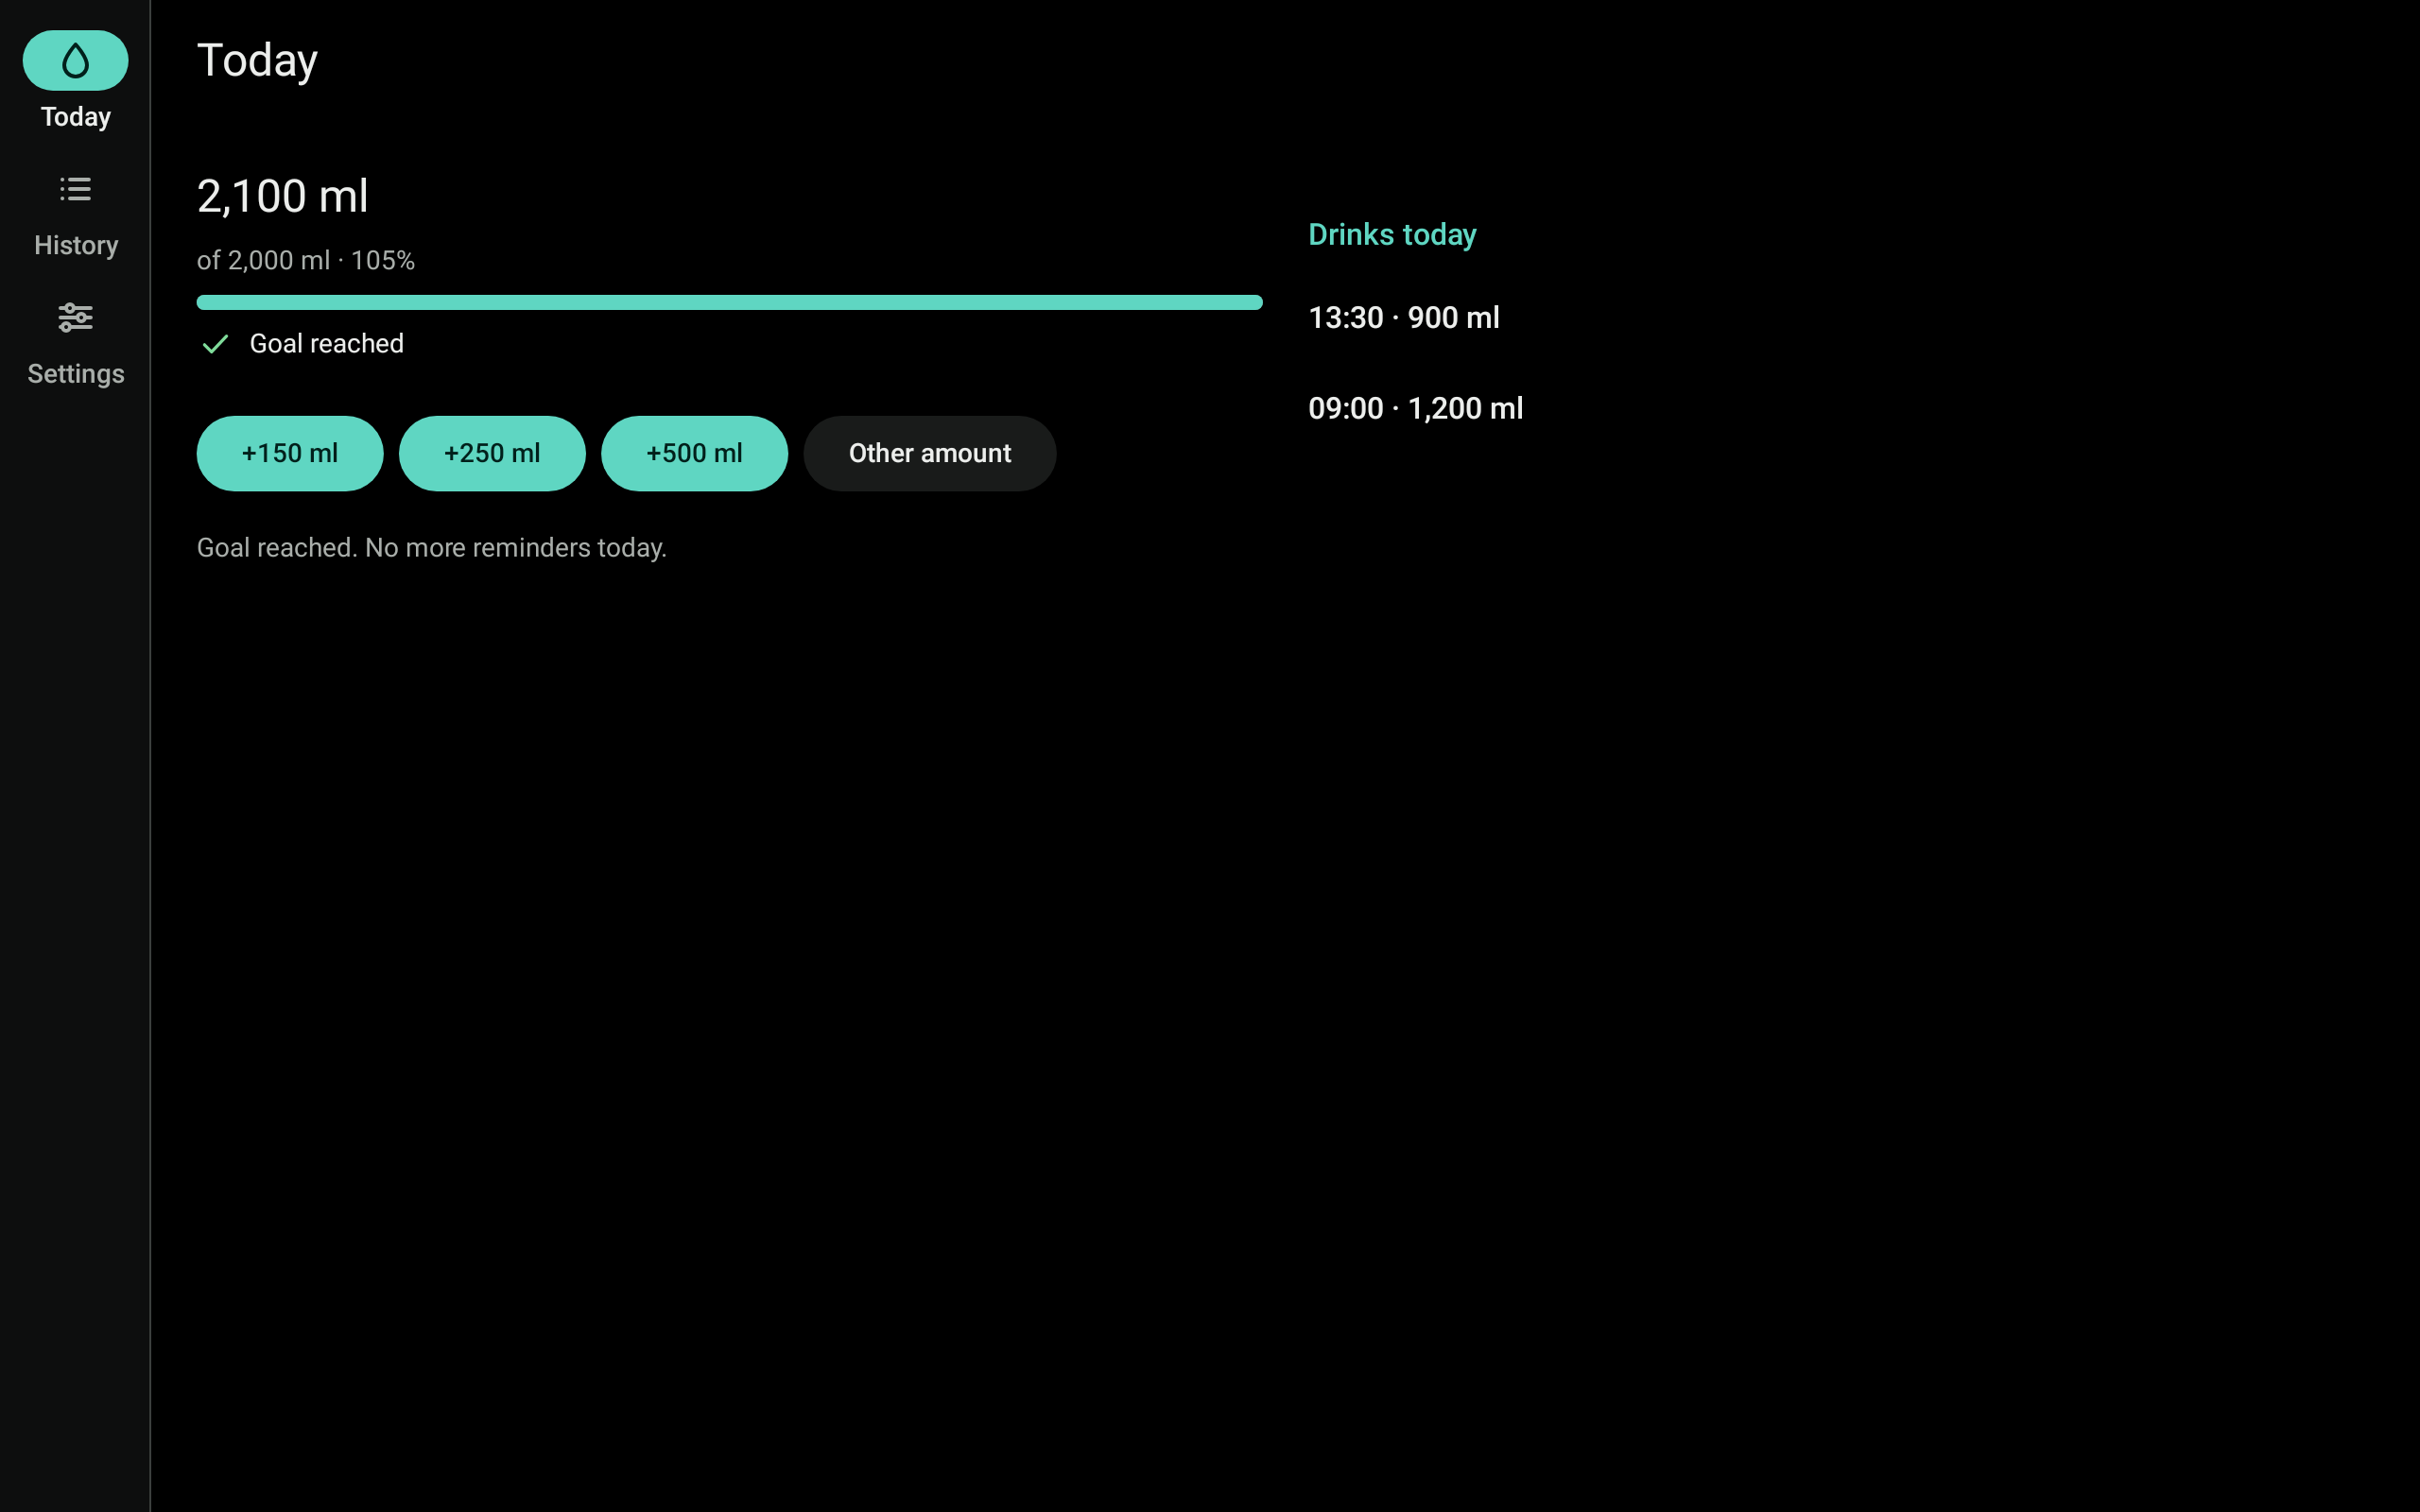 Today
History
Settings
Today
2,100 ml
of 2,000 ml · 105%
Goal reached
+150 ml
+250 ml
+500 ml
Other amount
Goal reached. No more reminders today.
Drinks today
13:30 · 900 ml
09:00 · 1,200 ml